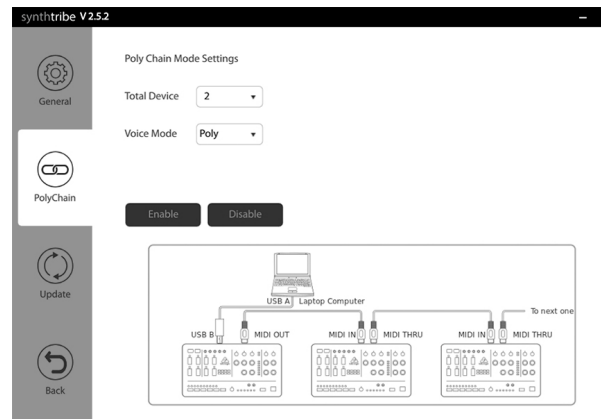 synthtribe V 2.5.2
General
PolyChain
Update
Back
Poly Chain Mode Settings
Total Device 2
Voice Mode Poly
Enable Disable
USB A Laptop Computer
To next one
USB B MIDI OUT MIDI IN MIDI THRU MIDI IN MIDI THRU